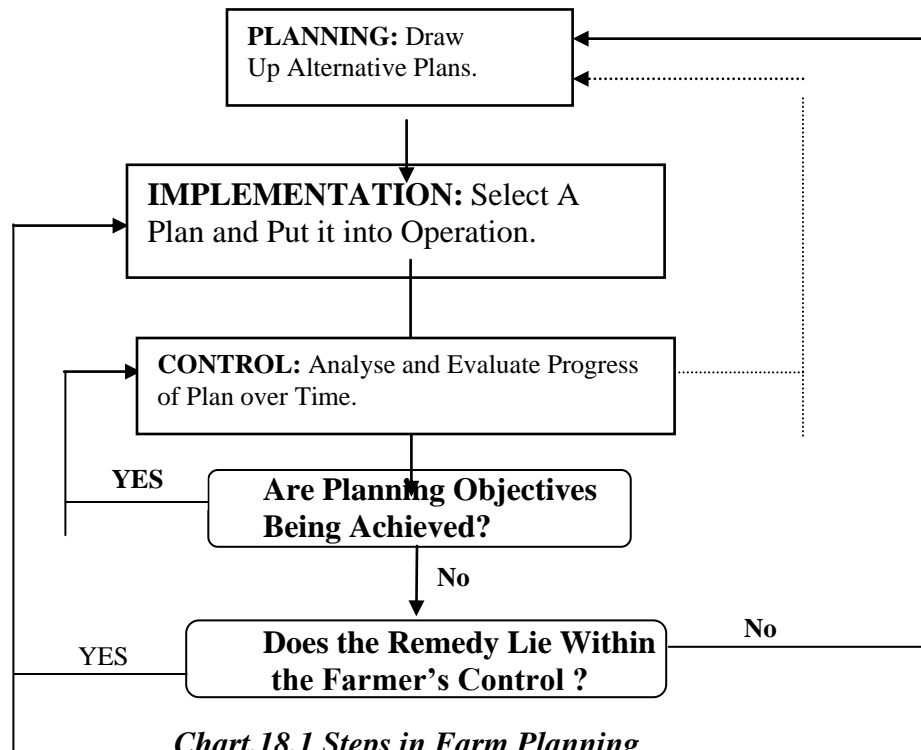 PLANNING: Draw
Up Alternative Plans.
IMPLEMENTATION: Select A
Plan and Put it into Operation.
CONTROL: Analyse and Evaluate Progress
of Plan over Time.
YES
Are Planning Objectives
Being Achieved?
No
Does the Remedy Lie Within
the Farmer's Control ?
YES
No
Chart.18.1 Steps in Farm Planning